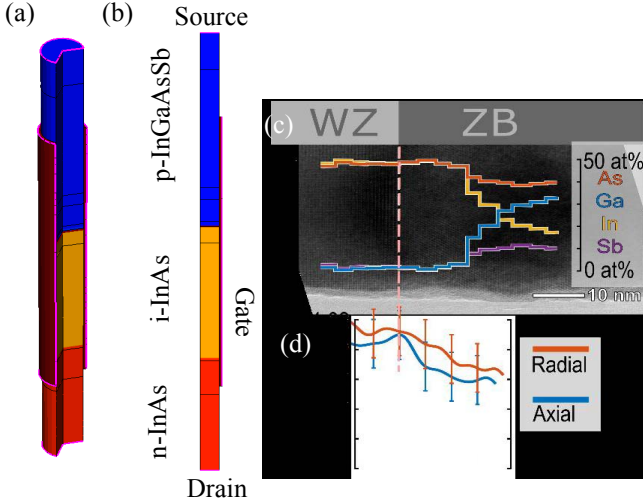 (a)
(b)
Source
p-InGaAsSb
i-InAs
n-InAs
Gate
Drain
(c)
WZ
ZB
50 at%
As
Ga
In
Sb
0 at%
10 nm
(d)
Radial
Axial